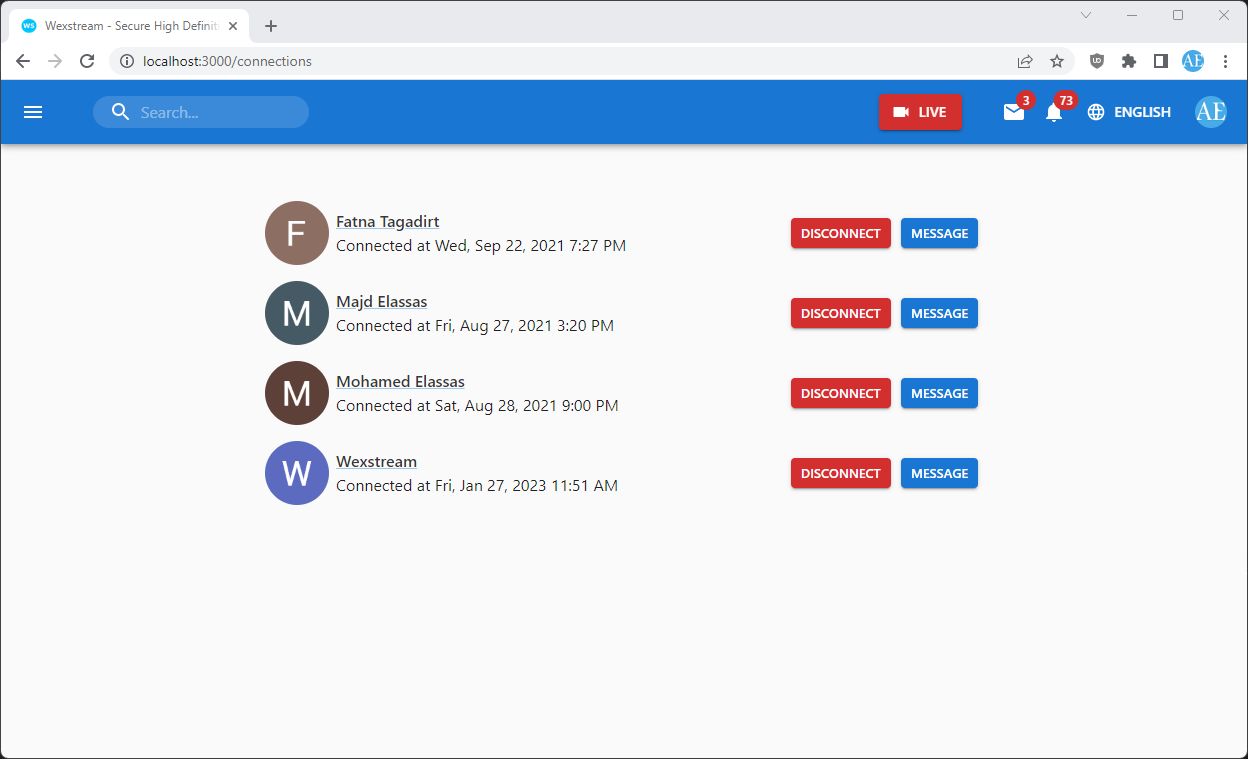 ws Wexstream - Secure High Definiti
localhost:3000/connections
UD
AE
Search...
LIVE
3
73
ENGLISH
AE
F
Fatna Tagadirt
Connected at Wed, Sep 22, 2021 7:27 PM
DISCONNECT
MESSAGE
M
Majd Elassas
Connected at Fri, Aug 27, 2021 3:20 PM
DISCONNECT
MESSAGE
M
Mohamed Elassas
Connected at Sat, Aug 28, 2021 9:00 PM
DISCONNECT
MESSAGE
W
Wexstream
Connected at Fri, Jan 27, 2023 11:51 AM
DISCONNECT
MESSAGE